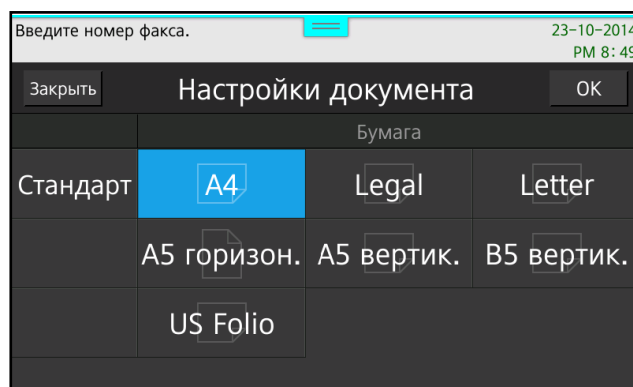 Введите номер факса.
23-10-2014
PM 8:49
Закрыть
Настройки документа
OK
Бумага
Стандарт
A4
Legal
Letter
A5 горизон.
A5 вертик.
B5 вертик.
US Folio